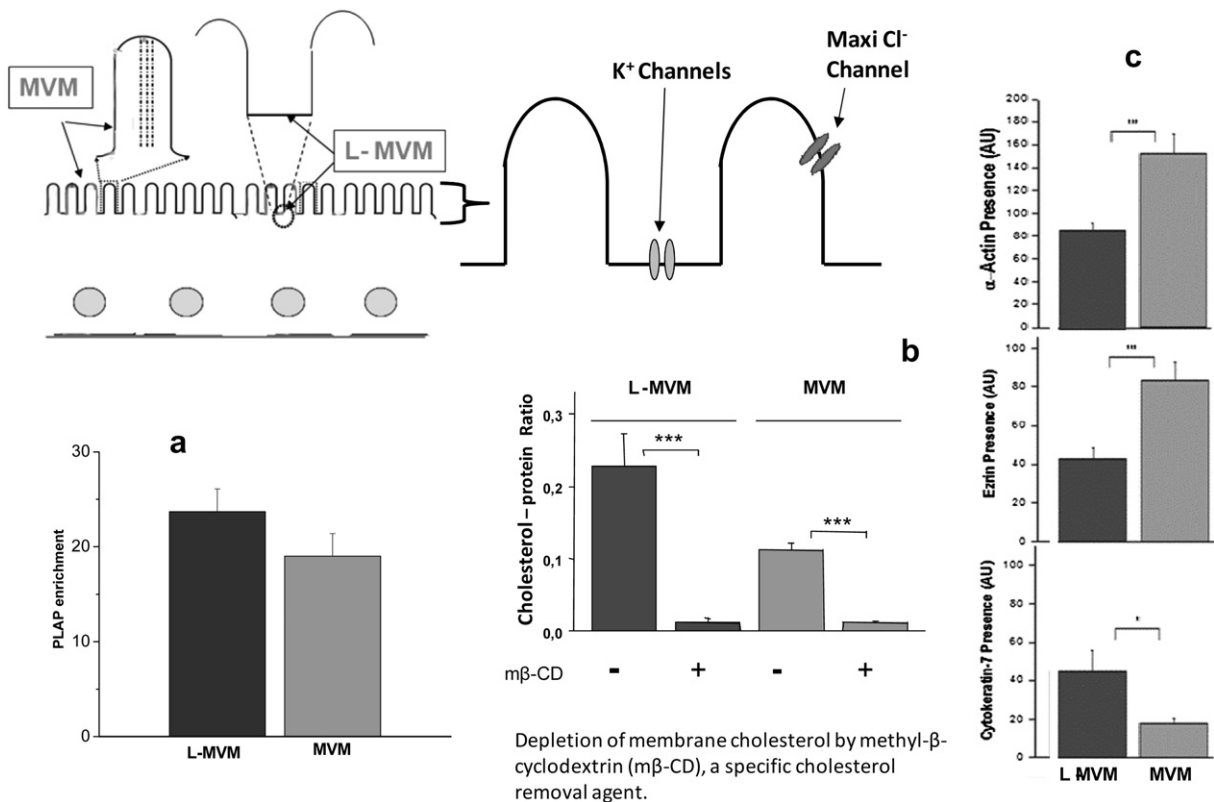 MVM
L- MVM
K+ Channels
Maxi Cl-
Channel
a
PLAP enrichment
30
20
10
0
L-MVM
MVM
b
L-MVM
MVM
Cholesterol – protein Ratio
0,3
0,2
0,1
0,0
***
***
mβ-CD
-
+
-
+
Depletion of membrane cholesterol by methyl-β-
cyclodextrin (mβ-CD), a specific cholesterol
removal agent.
c
α-Actin Presence (AU)
200
180
160
140
120
100
80
60
40
20
0
Ezrin Presence (AU)
100
80
60
40
20
0
Cytokeratin-7 Presence (AU)
80
60
40
20
0
*
MVM